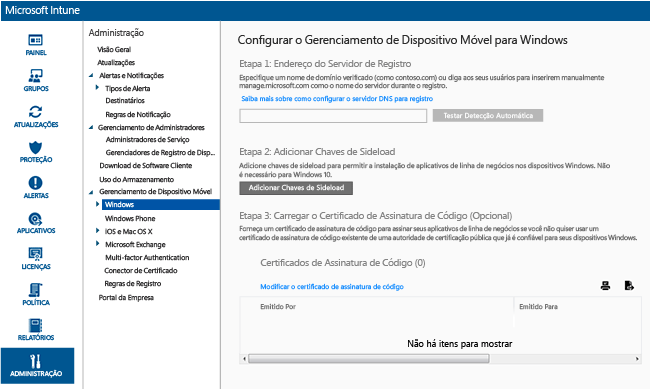 Microsoft Intune
PAINEL
GRUPOS
ATUALIZAÇÕES
PROTEÇÃO
ALERTAS
APLICATIVOS
LICENÇAS
POLÍTICA
RELATÓRIOS
ADMINISTRAÇÃO
Administração
Visão Geral
Atualizações
Alertas e Notificações
Tipos de Alerta
Destinatários
Regras de Notificação
Gerenciamento de Administradores
Administradores de Serviço
Gerenciadores de Registro de Disp...
Download de Software Cliente
Uso do Armazenamento
Gerenciamento de Dispositivo Móvel
Windows
Windows Phone
iOS e Mac OS X
Microsoft Exchange
Multi-factor Authentication
Conector de Certificado
Regras de Registro
Portal da Empresa
Configurar o Gerenciamento de Dispositivo Móvel para Windows
Etapa 1: Endereço do Servidor de Registro
Especifique um nome de domínio verificado (como contoso.com) ou diga aos seus usuários para inserirem manualmente
manage.microsoft.com como o nome do servidor durante o registro.
Saiba mais sobre como configurar o servidor DNS para registro
Testar Detecção Automática
Etapa 2: Adicionar Chaves de Sideload
Adicione chaves de sideload para permitir a instalação de aplicativos de linha de negócios nos dispositivos Windows. Não
é necessário para Windows 10.
Adicionar Chaves de Sideload
Etapa 3: Carregar o Certificado de Assinatura de Código (Opcional)
Forneça um certificado de assinatura de código para assinar seus aplicativos de linha de negócios se você não quiser usar um
certificado de assinatura de código existente de uma autoridade de certificação pública que já é confiável para seus dispositivos Windows.
Certificados de Assinatura de Código (0)
Modificar o certificado de assinatura de código
Emitido Por
Emitido Para
Não há itens para mostrar